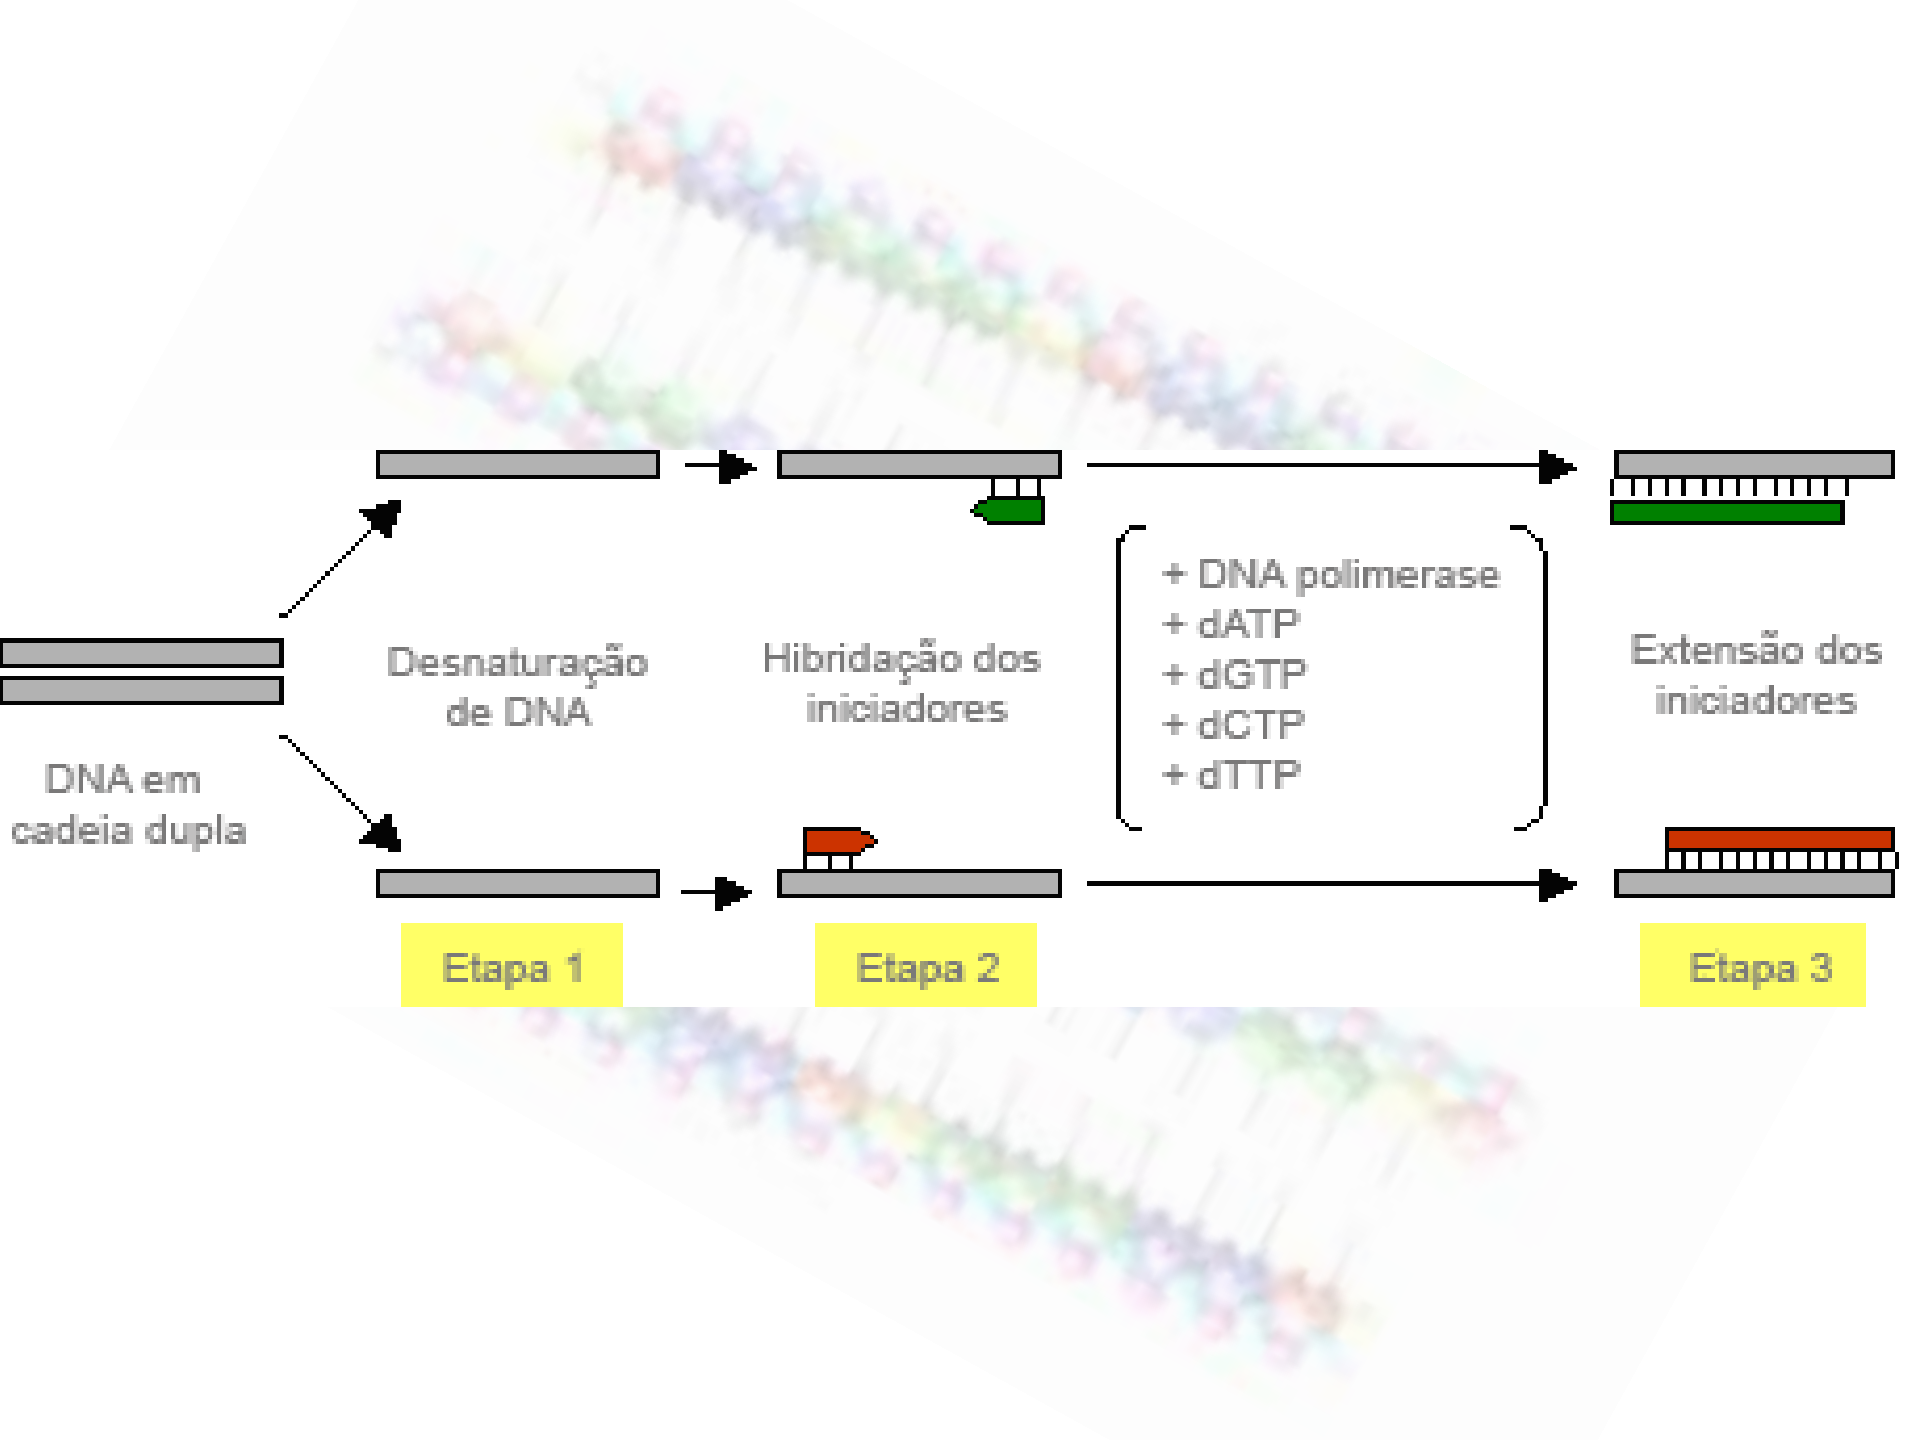 DNA em
cadeia dupla
Desnaturação
de DNA
Etapa 1
Hibridação dos
iniciadores
Etapa 2
+ DNA polimerase
+ dATP
+ dGTP
+ dCTP
+ dTTP
Extensão dos
iniciadores
Etapa 3